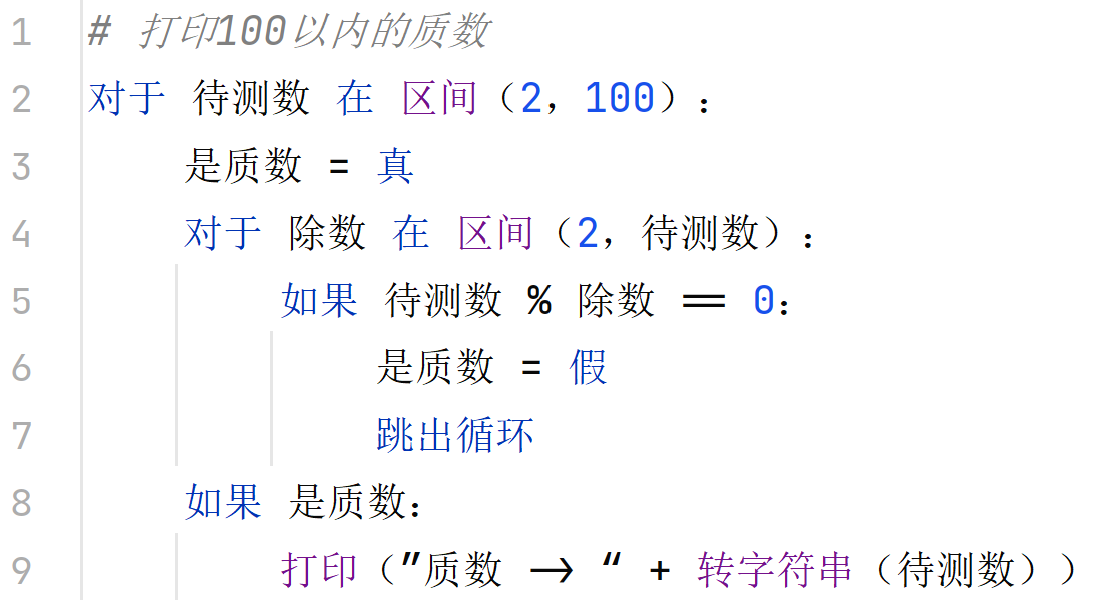 1 # 打印100以内的质数
2 对于 待测数 在 区间（2，100）：
3     是质数 = 真
4     对于 除数 在 区间（2，待测数）：
5         如果 待测数 % 除数 == 0：
6             是质数 = 假
7             跳出循环
8     如果 是质数：
9         打印（”质数 -> “ + 转字符串（待测数））